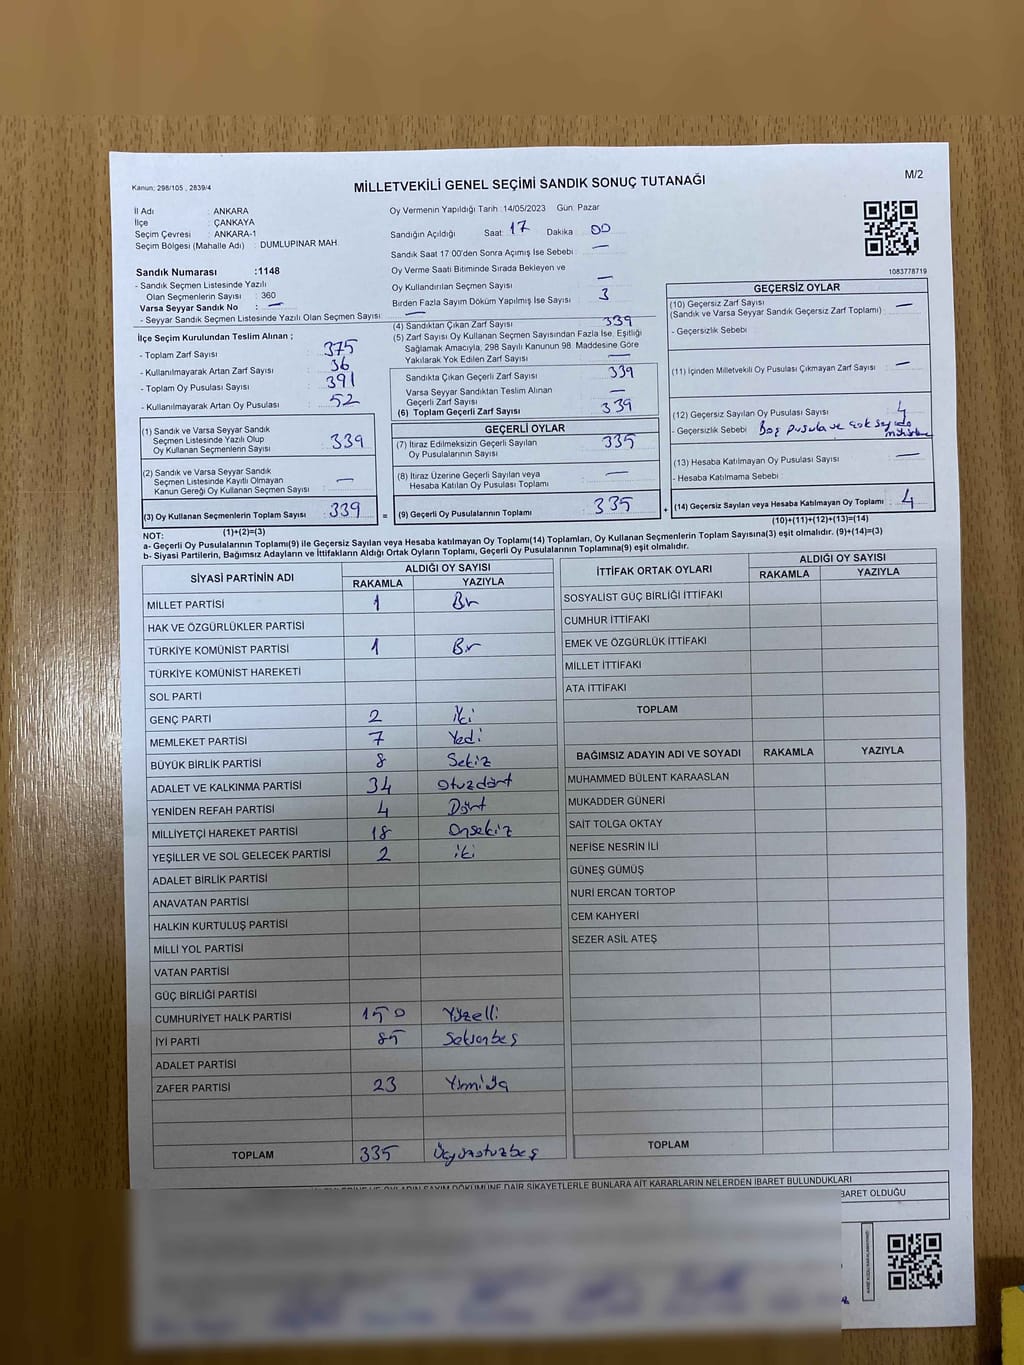 Kanun; 298/105 , 2839/4
MİLLETVEKİLİ GENEL SEÇİMİ SANDIK SONUÇ TUTANAĞI
M/2
İl Adı : ANKARA
İlçe : ÇANKAYA
Seçim Çevresi : ANKARA-1
Seçim Bölgesi (Mahalle Adı) : DUMLUPINAR MAH.
Sandık Numarası :1148
- Sandık Seçmen Listesinde Yazılı
Olan Seçmenlerin Sayısı : 360
Varsa Seyyar Sandık No : —
- Seyyar Sandık Seçmen Listesinde Yazılı Olan Seçmen Sayısı : —
İlçe Seçim Kurulundan Teslim Alınan ;
- Toplam Zarf Sayısı : 375
- Kullanılmayarak Artan Zarf Sayısı : 36
- Toplam Oy Pusulası Sayısı : 391
- Kullanılmayarak Artan Oy Pusulası : 52
Oy Vermenin Yapıldığı Tarih : 14/05/2023 Gün: Pazar
Sandığın Açıldığı Saat 17 Dakika 00
Sandık Saat 17:00'den Sonra Açımış İse Sebebi : —
Oy Verme Saati Bitiminde Sırada Bekleyen ve
Oy Kullandırılan Seçmen Sayısı : —
Birden Fazla Sayım Döküm Yapılmış İse Sayısı : 3
(4) Sandıktan Çıkan Zarf Sayısı : 339
(5) Zarf Sayısı Oy Kullanan Seçmen Sayısından Fazla İse, Eşitliği
Sağlamak Amacıyla, 298 Sayılı Kanunun 98. Maddesine Göre
Yakılarak Yok Edilen Zarf Sayısı : —
Sandıkta Çıkan Geçerli Zarf Sayısı : 339
Varsa Seyyar Sandıktan Teslim Alınan
Geçerli Zarf Sayısı : —
(6) Toplam Geçerli Zarf Sayısı : 339
1083778719
GEÇERSİZ OYLAR
(10) Geçersiz Zarf Sayısı : —
(Sandık ve Varsa Seyyar Sandık Geçersiz Zarf Toplamı)
- Geçersizlik Sebebi :
(11) İçinden Milletvekili Oy Pusulası Çıkmayan Zarf Sayısı : —
(12) Geçersiz Sayılan Oy Pusulası Sayısı : 4
- Geçersizlik Sebebi : Boş pusula ve çok sayıda
(13) Hesaba Katılmayan Oy Pusulası Sayısı : —
- Hesaba Katılmama Sebebi :
(14) Geçersiz Sayılan veya Hesaba Katılmayan Oy Toplamı : 4
(10)+(11)+(12)+(13)=(14)
(1) Sandık ve Varsa Seyyar Sandık
Seçmen Listesinde Yazılı Olup
Oy Kullanan Seçmenlerin Sayısı : 339
(2) Sandık ve Varsa Seyyar Sandık
Seçmen Listesinde Kayıtlı Olmayan
Kanun Gereği Oy Kullanan Seçmen Sayısı : —
(3) Oy Kullanan Seçmenlerin Toplam Sayısı : 339 =
(1)+(2)=(3)
GEÇERLİ OYLAR
(7) İtiraz Edilmeksizin Geçerli Sayılan
Oy Pusulalarının Sayısı : 335
(8) İtiraz Üzerine Geçerli Sayılan veya
Hesaba Katılan Oy Pusulası Toplamı : —
(9) Geçerli Oy Pusulalarının Toplamı : 335 +
NOT:
a- Geçerli Oy Pusulalarının Toplamı(9) ile Geçersiz Sayılan veya Hesaba katılmayan Oy Toplamı(14) Toplamları, Oy Kullanan Seçmenlerin Toplam Sayısına(3) eşit olmalıdır. (9)+(14)=(3)
b- Siyasi Partilerin, Bağımsız Adayların ve İttifakların Aldığı Ortak Oyların Toplamı, Geçerli Oy Pusulalarının Toplamına(9) eşit olmalıdır.
SİYASİ PARTİNİN ADI ALDIĞI OY SAYISI
RAKAMLA YAZIYLA
MİLLET PARTİSİ 1 Bir
HAK VE ÖZGÜRLÜKLER PARTİSİ
TÜRKİYE KOMÜNİST PARTİSİ 1 Bir
TÜRKİYE KOMÜNİST HAREKETİ
SOL PARTİ
GENÇ PARTİ 2 İki
MEMLEKET PARTİSİ 7 Yedi
BÜYÜK BİRLİK PARTİSİ 8 Sekiz
ADALET VE KALKINMA PARTİSİ 34 Otuzdört
YENİDEN REFAH PARTİSİ 4 Dört
MİLLİYETÇİ HAREKET PARTİSİ 18 Onsekiz
YEŞİLLER VE SOL GELECEK PARTİSİ 2 iki
ADALET BİRLİK PARTİSİ
ANAVATAN PARTİSİ
HALKIN KURTULUŞ PARTİSİ
MİLLİ YOL PARTİSİ
VATAN PARTİSİ
GÜÇ BİRLİĞİ PARTİSİ
CUMHURİYET HALK PARTİSİ 150 Yüzelli
İYİ PARTİ 85 Seksenbeş
ADALET PARTİSİ
ZAFER PARTİSİ 23 Yirmiüç
TOPLAM 335 Üçyüzotuzbeş
İTTİFAK ORTAK OYLARI ALDIĞI OY SAYISI
RAKAMLA YAZIYLA
SOSYALİST GÜÇ BİRLİĞİ İTTİFAKI
CUMHUR İTTİFAKI
EMEK VE ÖZGÜRLÜK İTTİFAKI
MİLLET İTTİFAKI
ATA İTTİFAKI
TOPLAM
BAĞIMSIZ ADAYIN ADI VE SOYADI RAKAMLA YAZIYLA
MUHAMMED BÜLENT KARAASLAN
MUKADDER GÜNERİ
SAİT TOLGA OKTAY
NEFİSE NESRİN İLİ
GÜNEŞ GÜMÜŞ
NURİ ERCAN TORTOP
CEM KAHYERİ
SEZER ASİL ATEŞ
TOPLAM
OYLARIN SAYIM DÖKÜMÜNE DAİR ŞİKAYETLERLE BUNLARA AİT KARARLARIN NELERDEN İBARET BULUNDUKLARI
BARET OLDUĞU